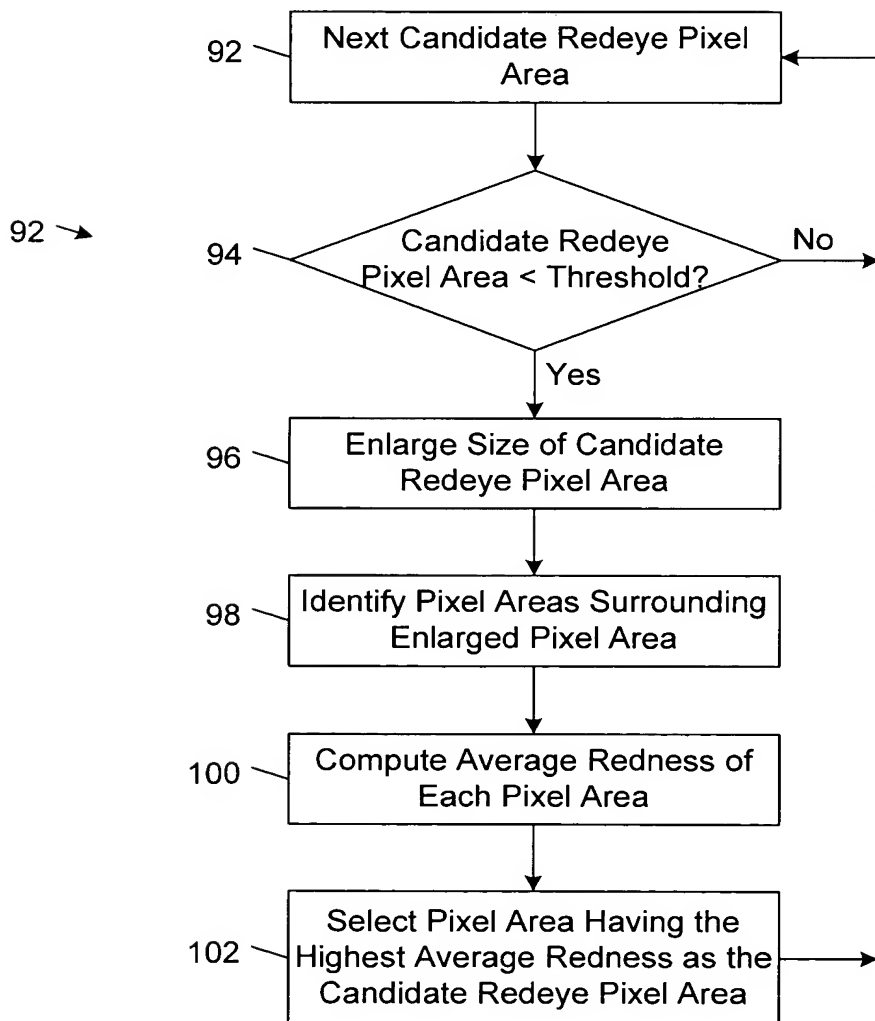 92
Next Candidate Redeye Pixel
Area
92
94
Candidate Redeye
Pixel Area < Threshold?
No
Yes
96
Enlarge Size of Candidate
Redeye Pixel Area
98
Identify Pixel Areas Surrounding
Enlarged Pixel Area
100
Compute Average Redness of
Each Pixel Area
102
Select Pixel Area Having the
Highest Average Redness as the
Candidate Redeye Pixel Area